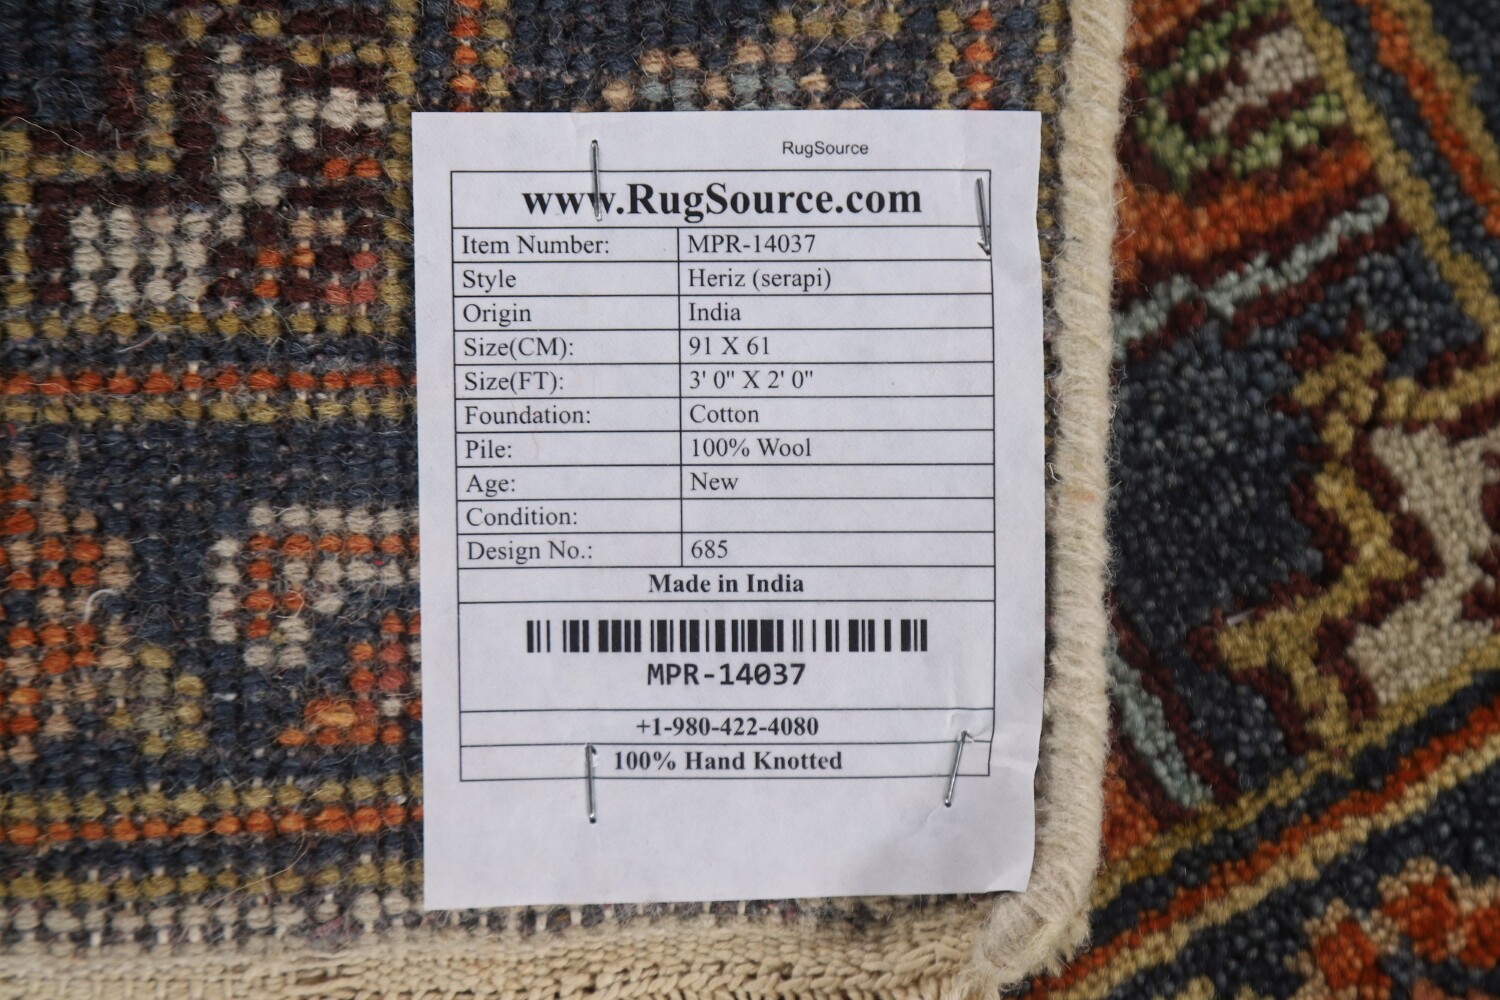 RugSource
www.RugSource.com
Item Number: MPR-14037
Style Heriz (serapi)
Origin India
Size(CM): 91 X 61
Size(FT): 3' 0" X 2' 0"
Foundation: Cotton
Pile: 100% Wool
Age: New
Condition:
Design No.: 685
Made in India
MPR-14037
+1-980-422-4080
100% Hand Knotted